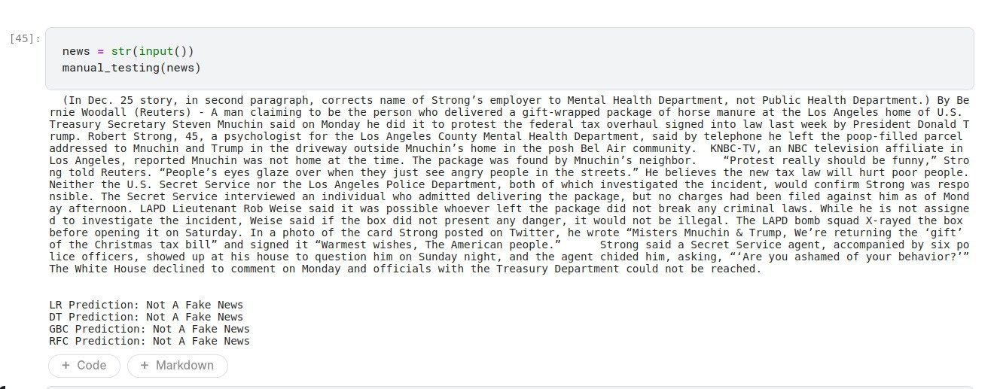 [45]:
news = str(input())
manual_testing(news)
(In Dec. 25 story, in second paragraph, corrects name of Strong’s employer to Mental Health Department, not Public Health Department.) By Be
rnie Woodall (Reuters) - A man claiming to be the person who delivered a gift-wrapped package of horse manure at the Los Angeles home of U.S.
Treasury Secretary Steven Mnuchin said on Monday he did it to protest the federal tax overhaul signed into law last week by President Donald T
rump. Robert Strong, 45, a psychologist for the Los Angeles County Mental Health Department, said by telephone he left the poop-filled parcel
addressed to Mnuchin and Trump in the driveway outside Mnuchin’s home in the posh Bel Air community.  KNBC-TV, an NBC television affiliate in
Los Angeles, reported Mnuchin was not home at the time. The package was found by Mnuchin’s neighbor.    “Protest really should be funny,” Stro
ng told Reuters. “People’s eyes glaze over when they just see angry people in the streets.” He believes the new tax law will hurt poor people.
Neither the U.S. Secret Service nor the Los Angeles Police Department, both of which investigated the incident, would confirm Strong was respo
nsible. The Secret Service interviewed an individual who admitted delivering the package, but no charges had been filed against him as of Mond
ay afternoon. LAPD Lieutenant Rob Weise said it was possible whoever left the package did not break any criminal laws. While he is not assigne
d to investigate the incident, Weise said if the box did not present any danger, it would not be illegal. The LAPD bomb squad X-rayed the box
before opening it on Saturday. In a photo of the card Strong posted on Twitter, he wrote “Misters Mnuchin & Trump, We’re returning the ‘gift’
of the Christmas tax bill” and signed it “Warmest wishes, The American people.”      Strong said a Secret Service agent, accompanied by six po
lice officers, showed up at his house to question him on Sunday night, and the agent chided him, asking, “‘Are you ashamed of your behavior?’”
The White House declined to comment on Monday and officials with the Treasury Department could not be reached.
LR Prediction: Not A Fake News
DT Prediction: Not A Fake News
GBC Prediction: Not A Fake News
RFC Prediction: Not A Fake News
+ Code + Markdown